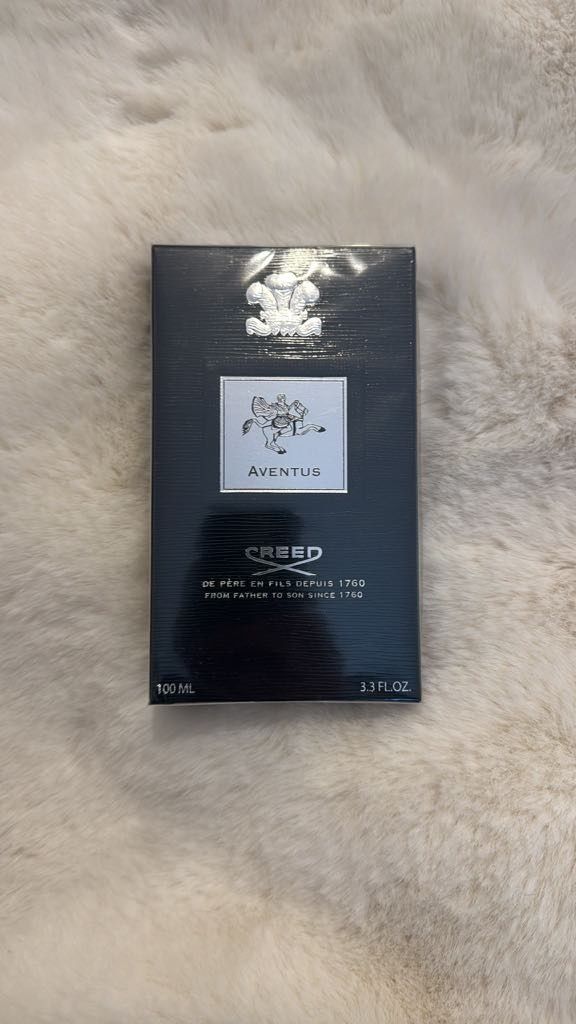 AVENTUS
CREED
DE PÈRE EN FILS DEPUIS 1760
FROM FATHER TO SON SINCE 1760
100 ML
3.3 FL.OZ.